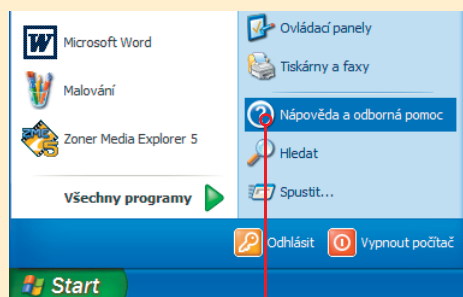 Microsoft Word
Malování
Zoner Media Explorer 5
Všechny programy
Ovládací panely
Tiskárny a faxy
Nápověda a odborná pomoc
Hledat
Spustit...
Odhlásit
Vypnout počítač
Start